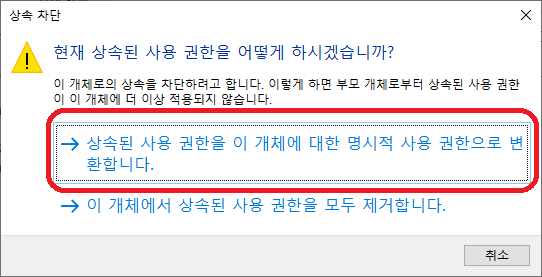 상속 차단
현재 상속된 사용 권한을 어떻게 하시겠습니까?
이 개체로의 상속을 차단하려고 합니다. 이렇게 하면 부모 개체로부터 상속된 사용 권한
이 이 개체에 더 이상 적용되지 않습니다.
상속된 사용 권한을 이 개체에 대한 명시적 사용 권한으로 변
환합니다.
이 개체에서 상속된 사용 권한을 모두 제거합니다.
취소